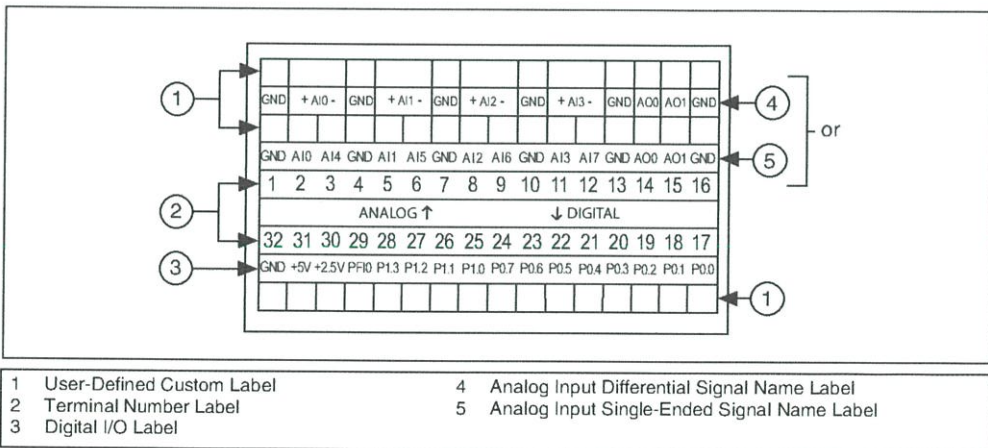 GND + AI0 - GND + AI1 - GND + AI2 - GND + AI3 - GND AO0 AO1 GND
1 4
or
GND AI0 AI4 GND AI1 AI5 GND AI2 AI6 GND AI3 AI7 GND AO0 AO1 GND
5
1 2 3 4 5 6 7 8 9 10 11 12 13 14 15 16
2 ANALOG ↑ ↓ DIGITAL
32 31 30 29 28 27 26 25 24 23 22 21 20 19 18 17
3 GND +5V +2.5V PFI0 P1.3 P1.2 P1.1 P1.0 P0.7 P0.6 P0.5 P0.4 P0.3 P0.2 P0.1 P0.0
1
1 User-Defined Custom Label
2 Terminal Number Label
3 Digital I/O Label
4 Analog Input Differential Signal Name Label
5 Analog Input Single-Ended Signal Name Label